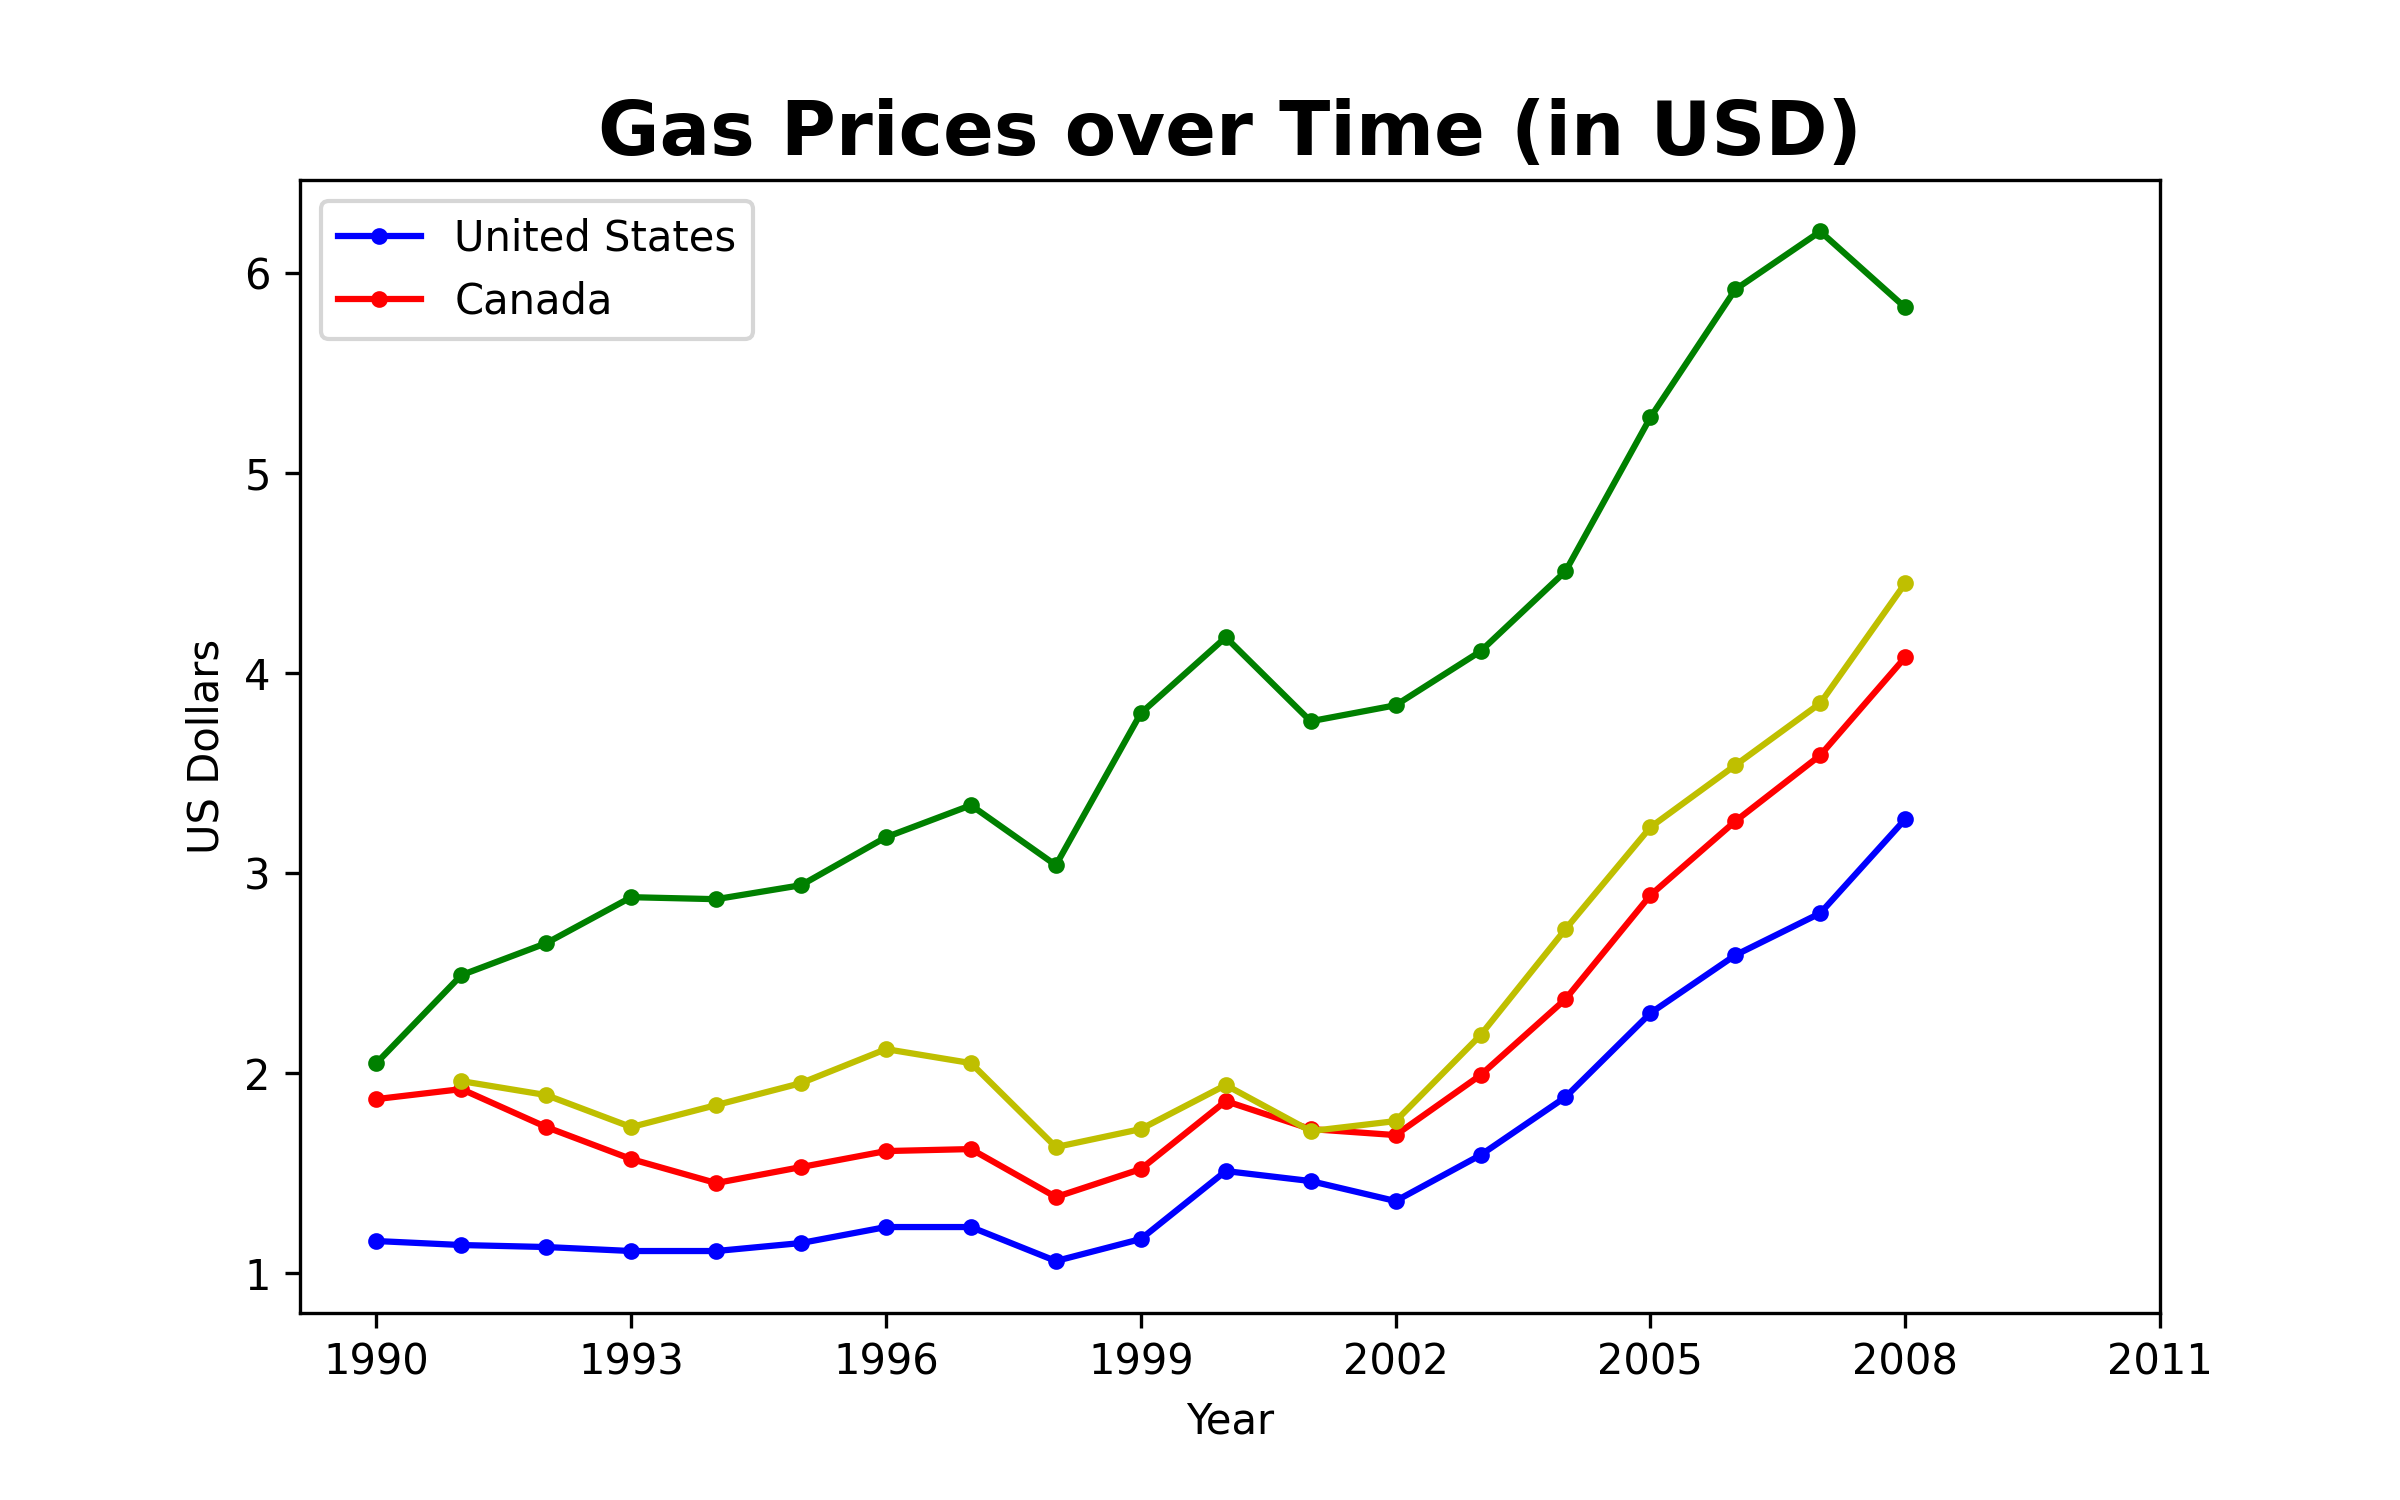 Gas Prices over Time (in USD)
United States
Canada
6
5
4
3
2
1
US Dollars
1990 1993 1996 1999 2002 2005 2008 2011
Year